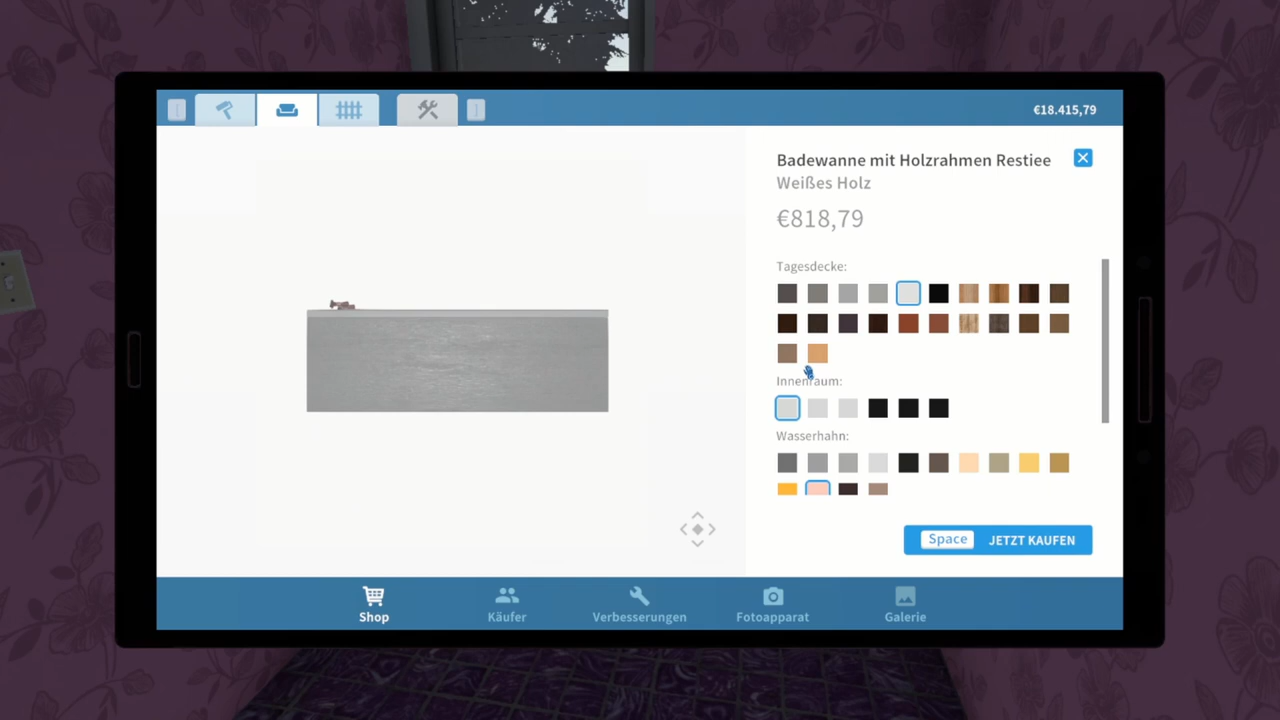 €18.415,79
Badewanne mit Holzrahmen Restiee
Weißes Holz
€818,79
Tagesdecke:
Innenraum:
Wasserhahn:
Space JETZT KAUFEN
Shop
Käufer
Verbesserungen
Fotoapparat
Galerie